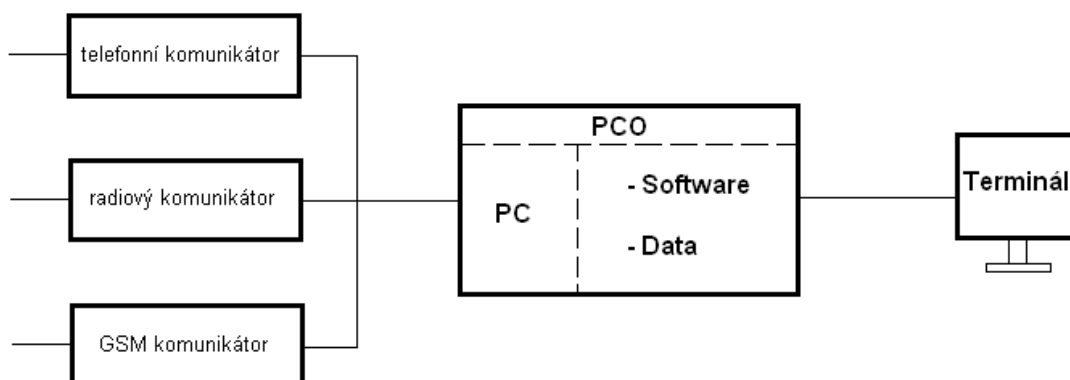 telefonní komunikátor
radiový komunikátor
GSM komunikátor
PCO
PC
- Software
- Data
Terminál